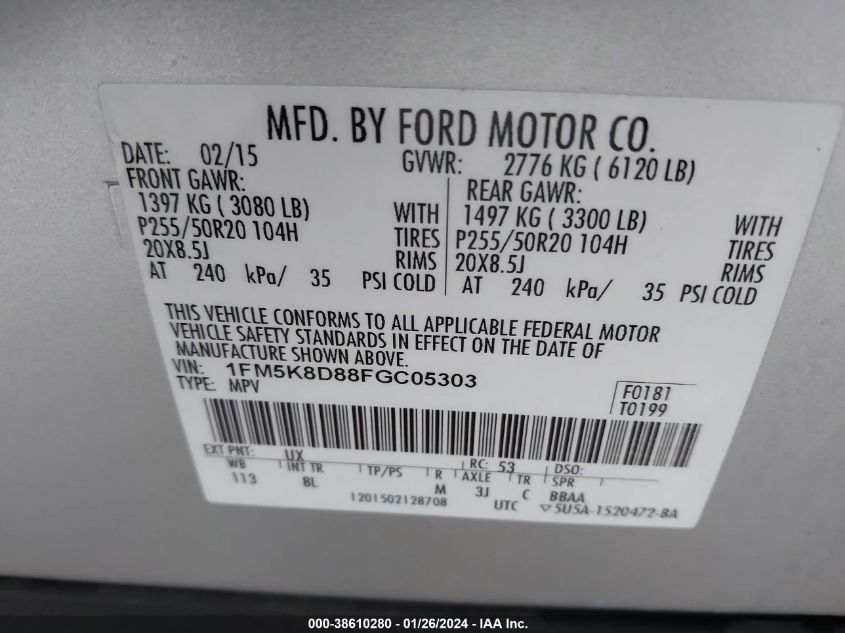 MFD. BY FORD MOTOR CO.
DATE: 02/15 GVWR: 2776 KG ( 6120 LB)
FRONT GAWR: REAR GAWR:
1397 KG ( 3080 LB) WITH 1497 KG ( 3300 LB) WITH
P255/50R20 104H TIRES P255/50R20 104H TIRES
20X8.5J RIMS 20X8.5J RIMS
AT 240 kPa/ 35 PSI COLD AT 240 kPa/ 35 PSI COLD
THIS VEHICLE CONFORMS TO ALL APPLICABLE FEDERAL MOTOR
VEHICLE SAFETY STANDARDS IN EFFECT ON THE DATE OF
MANUFACTURE SHOWN ABOVE.
VIN: 1FM5K8D88FGC05303
TYPE: MPV
F0181
T0199
EXT PNT: UX RC: 53 DSO:
WB INT TR TP/PS R AXLE TR SPR
113 BL M 3J C BBAA
1201502128708 UTC ▽5U5A-1520472-BA
000-38610280 - 01/26/2024 - IAA Inc.